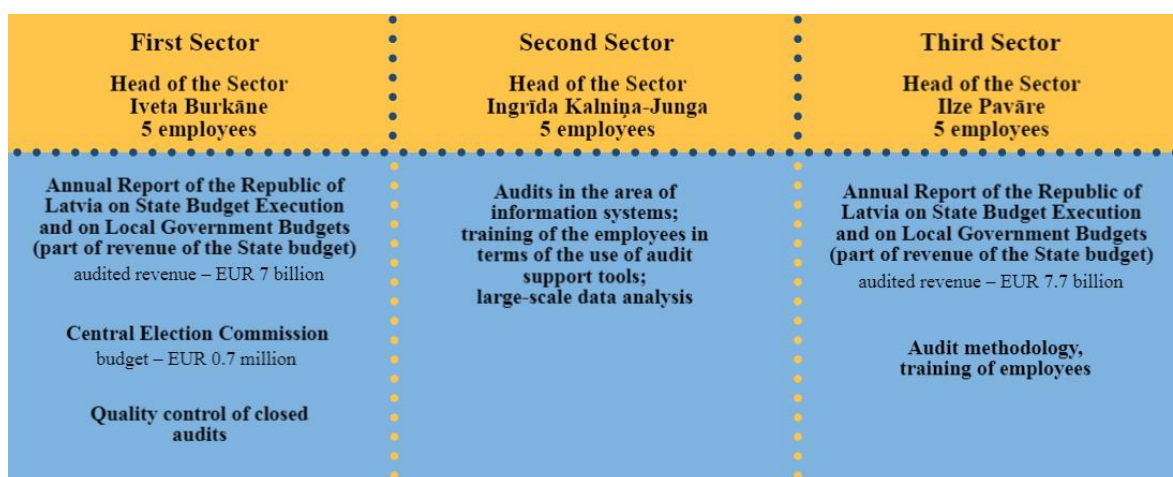 First Sector
Head of the Sector
Iveta Burkāne
5 employees
Annual Report of the Republic of
Latvia on State Budget Execution
and on Local Government Budgets
(part of revenue of the State budget)
audited revenue – EUR 7 billion
Central Election Commission
budget – EUR 0.7 million
Quality control of closed
audits
Second Sector
Head of the Sector
Ingrīda Kalniņa-Junga
5 employees
Audits in the area of
information systems;
training of the employees in
terms of the use of audit
support tools;
large-scale data analysis
Third Sector
Head of the Sector
Ilze Pavāre
5 employees
Annual Report of the Republic of
Latvia on State Budget Execution
and on Local Government Budgets
(part of revenue of the State budget)
audited revenue – EUR 7.7 billion
Audit methodology,
training of employees